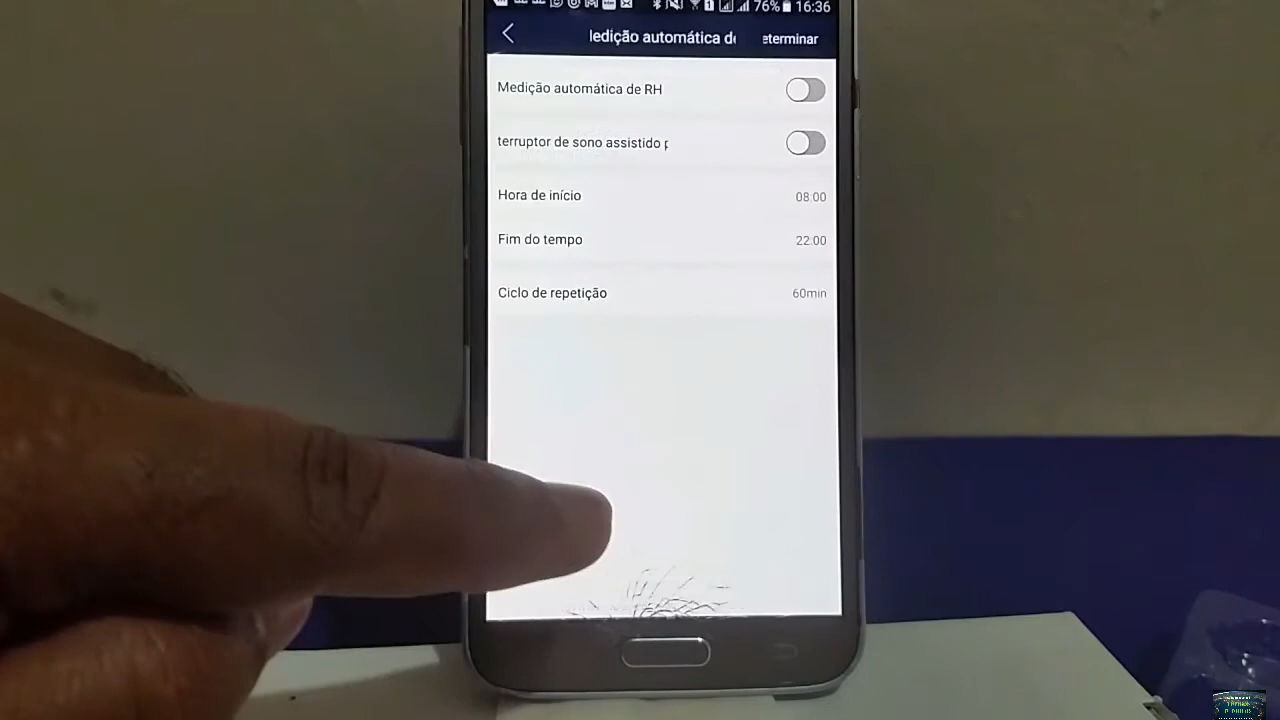 76% 16:36
ledição automática de eterminar
Medição automática de RH
terruptor de sono assistido p
Hora de início 08:00
Fim do tempo 22:00
Ciclo de repetição 60min